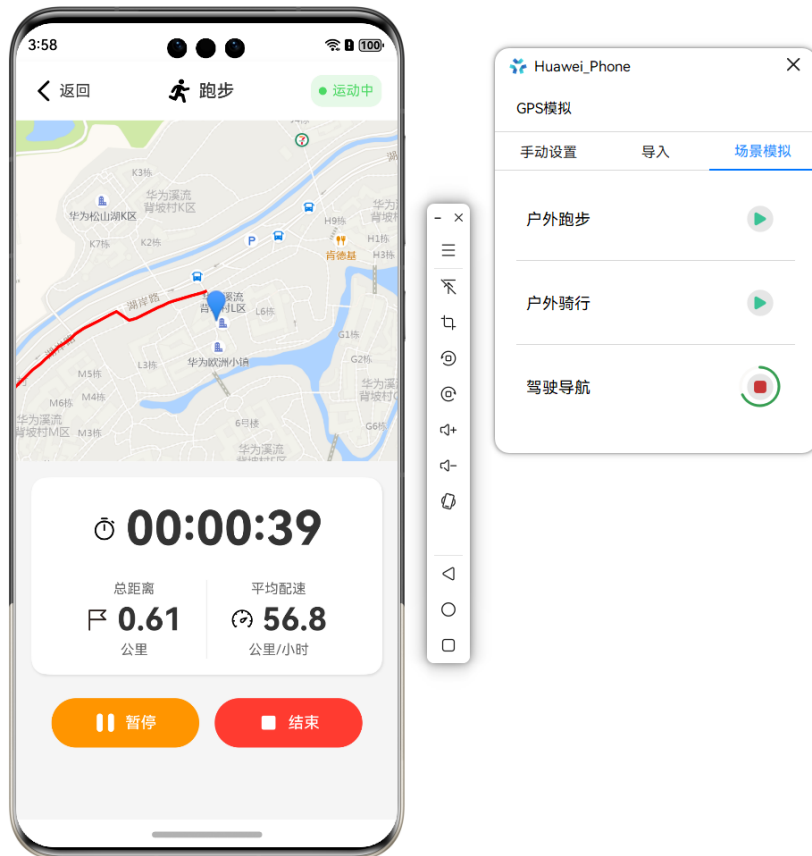 3:58
100
返回
跑步
运动中
K3栋
华为溪流
背坡村K区
华为松山湖K区
K7栋
K2栋
H9栋
P
H1栋
肯德基
H3栋
湖岸路
L6栋
G1栋
华为欧洲小镇
L3栋
G2栋
M5栋
M4栋
M6栋
6号楼
G6栋
华为溪流
背坡村M区
M3栋
华为溪流
00:00:39
总距离
平均配速
0.61
56.8
公里
公里/小时
暂停
结束
Huawei_Phone
GPS模拟
手动设置
导入
场景模拟
户外跑步
户外骑行
驾驶导航